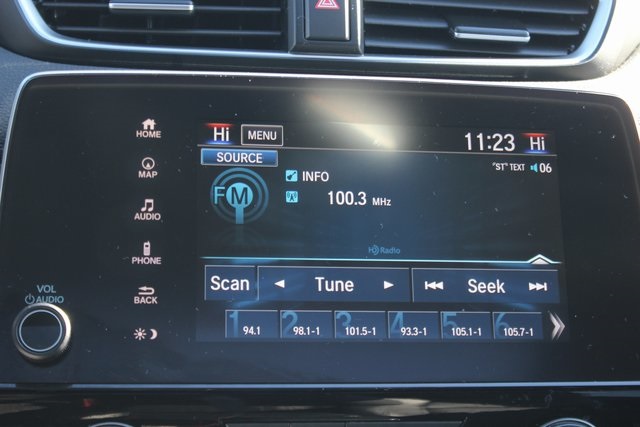 Hi MENU 11:23 Hi
SOURCE "ST" TEXT 06
FM INFO
100.3 MHz
HD Radio
Scan Tune Seek
1 2 3 4 5 6
94.1 98.1-1 101.5-1 93.3-1 105.1-1 105.7-1
HOME
MAP
AUDIO
PHONE
BACK
VOL
AUDIO